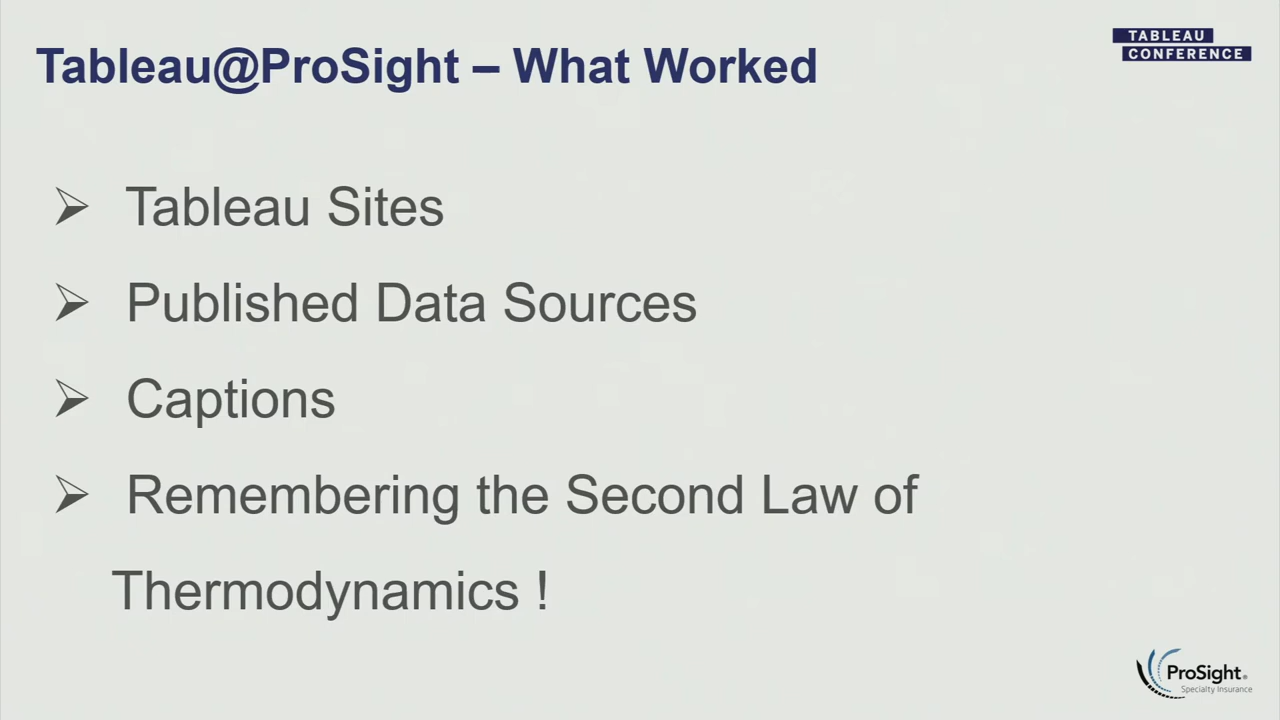 Tableau@ProSight – What Worked
TABLEAU
CONFERENCE
➢ Tableau Sites
➢ Published Data Sources
➢ Captions
➢ Remembering the Second Law of
Thermodynamics !
ProSight®
Specialty Insurance